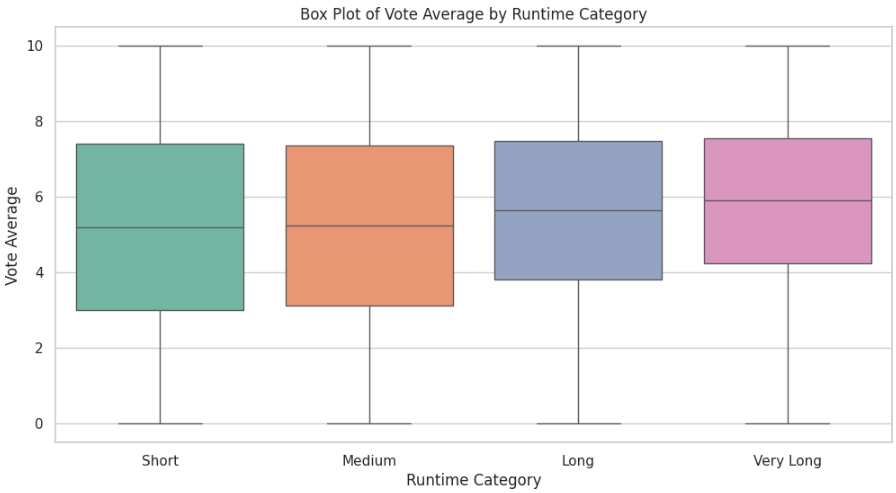 Box Plot of Vote Average by Runtime Category
Vote Average
10
8
6
4
2
0
Short Medium Long Very Long
Runtime Category